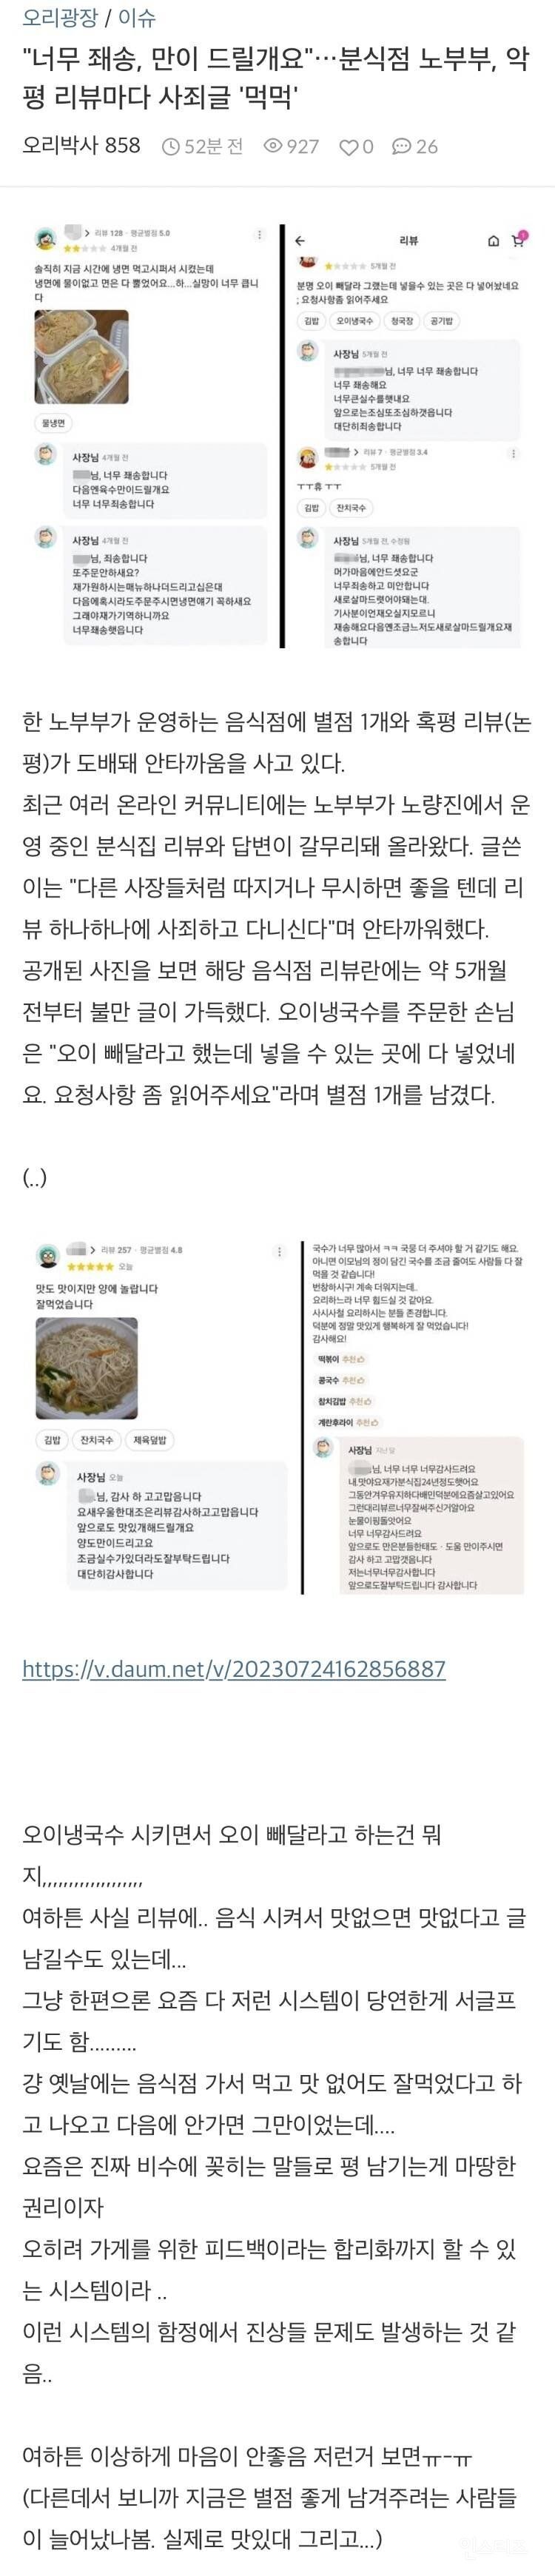 오리광장 / 이슈
"너무 좨송, 만이 드릴개요"…분식점 노부부, 악
평 리뷰마다 사죄글 '먹먹'
오리박사 858 52분 전 927 0 26
리뷰 128 · 평균별점 5.0
4개월 전
솔직히 지금 시간에 냉면 먹고시퍼서 시켰는데
냉면에 물이없고 면은 다 뿔었어요...하...실망이 너무 큽니
다
물냉면
사장님 4개월 전
님, 너무 좨송합니다
다음엔육수만이드릴개요
너무 너무죄송합니다
사장님 4개월 전
님, 죄송합니다
또주문안하세요?
재가원하시는매뉴하나더드리고십은대
다음에혹시라도주문주시면냉면얘기 꼭하세요
그래야재가기역하니까요
너무좨송햇읍니다
리뷰
1
5개월 전
분명 오이 빼달라 그랬는데 넣을수 있는 곳은 다 넣어놨네요
; 요청사항좀 읽어주세요
김밥 오이냉국수 청국장 공기밥
사장님 5개월 전
님, 너무 너무 좨송합니다
너무 좨송해요
너무큰실수를햇내요
앞으로는조심또조심하갯읍니다
대단히죄송합니다
리뷰 7 · 평균별점 3.4
5개월 전
ㅜㅜ흄 ㅜㅜ
김밥 잔치국수
사장님 5개월 전, 수정됨
님, 너무 좨송합니다
머가마음에안드셧요군
너무죄송하고 미안합니다
새로살마드렷어야돼는대.
기사분이언재오실지모르니
재송해요다음엔조금느저도새로살마드릴개요재
송합니다
한 노부부가 운영하는 음식점에 별점 1개와 혹평 리뷰(논
평)가 도배돼 안타까움을 사고 있다.
최근 여러 온라인 커뮤니티에는 노부부가 노량진에서 운
영 중인 분식집 리뷰와 답변이 갈무리돼 올라왔다. 글쓴
이는 "다른 사장들처럼 따지거나 무시하면 좋을 텐데 리
뷰 하나하나에 사죄하고 다니신다"며 안타까워했다.
공개된 사진을 보면 해당 음식점 리뷰란에는 약 5개월
전부터 불만 글이 가득했다. 오이냉국수를 주문한 손님
은 "오이 빼달라고 했는데 넣을 수 있는 곳에 다 넣었네
요. 요청사항 좀 읽어주세요"라며 별점 1개를 남겼다.
(..)
리뷰 257 · 평균별점 4.8
오늘
맛도 맛이지만 양에 놀랍니다
잘먹었습니다
김밥 잔치국수 제육덮밥
사장님 오늘
님, 감사 하 고고맙음니다
요새우울한대조은리뷰감사하고고맙읍니다
앞으로도 맛있개해드릴개요
양도만이드리고요
조금실수가있더라도잘부탁드립니다
대단히감사합니다
국수가 너무 많아서 ㅋㅋ 국뭉 더 주셔야 할 거 같기도 해요.
아니면 이모님의 정이 담긴 국수를 조금 줄여도 사람들 다 잘
먹을 것 같습니다!
번창하시구! 계속 더워지는데..
요리하느라 너무 힘드실 것 같아요.
사시사철 요리하시는 분들 존경합니다.
덕분에 정말 맛있게 행복하게 잘 먹었습니다!
감사해요!
떡볶이 추천
콩국수 추천
참치김밥 추천
계란후라이 추천
사장님 지난달
님, 너무 너무 너무감사드려요
내.맛야요재가분식집24년정도햇어요
그동안겨우유지하다배민덕분에요즘살고있어요
그런대리뷰르너무잘써주신거알아요
눈물이핑돌앗어요
너무 너무감사드려요
앞으로도 만은분들한태도 · 도움 만이주시면
감사 하고 고맙갯음니다
저는너무너무감사합니다
앞으로도잘부탁드립니다 감사합니다
https://v.daum.net/v/20230724162856887
오이냉국수 시키면서 오이 빼달라고 하는건 뭐
지,,,,,,,,,,,,,,,,,,,
여하튼 사실 리뷰에.. 음식 시켜서 맛없으면 맛없다고 글
남길수도 있는데...
그냥 한편으론 요즘 다 저런 시스템이 당연한게 서글프
기도 함.........
걍 옛날에는 음식점 가서 먹고 맛 없어도 잘먹었다고 하
고 나오고 다음에 안가면 그만이었는데....
요즘은 진짜 비수에 꽂히는 말들로 평 남기는게 마땅한
권리이자
오히려 가게를 위한 피드백이라는 합리화까지 할 수 있
는 시스템이라 ..
이런 시스템의 함정에서 진상들 문제도 발생하는 것 같
음..
여하튼 이상하게 마음이 안좋음 저런거 보면ㅠ-ㅠ
(다른데서 보니까 지금은 별점 좋게 남겨주려는 사람들
이 늘어났나봄. 실제로 맛있대 그리고...)